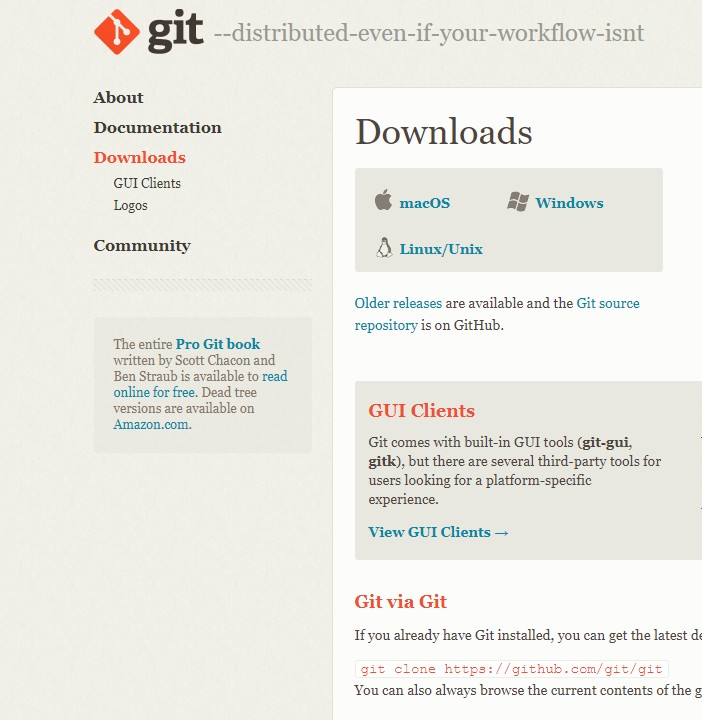 git --distributed-even-if-your-workflow-isnt
About
Documentation
Downloads
GUI Clients
Logos
Community
The entire Pro Git book
written by Scott Chacon and
Ben Straub is available to read
online for free. Dead tree
versions are available on
Amazon.com.
Downloads
macOS
Windows
Linux/Unix
Older releases are available and the Git source
repository is on GitHub.
GUI Clients
Git comes with built-in GUI tools (git-gui,
gitk), but there are several third-party tools for
users looking for a platform-specific
experience.
View GUI Clients →
Git via Git
If you already have Git installed, you can get the latest de
git clone https://github.com/git/git
You can also always browse the current contents of the g